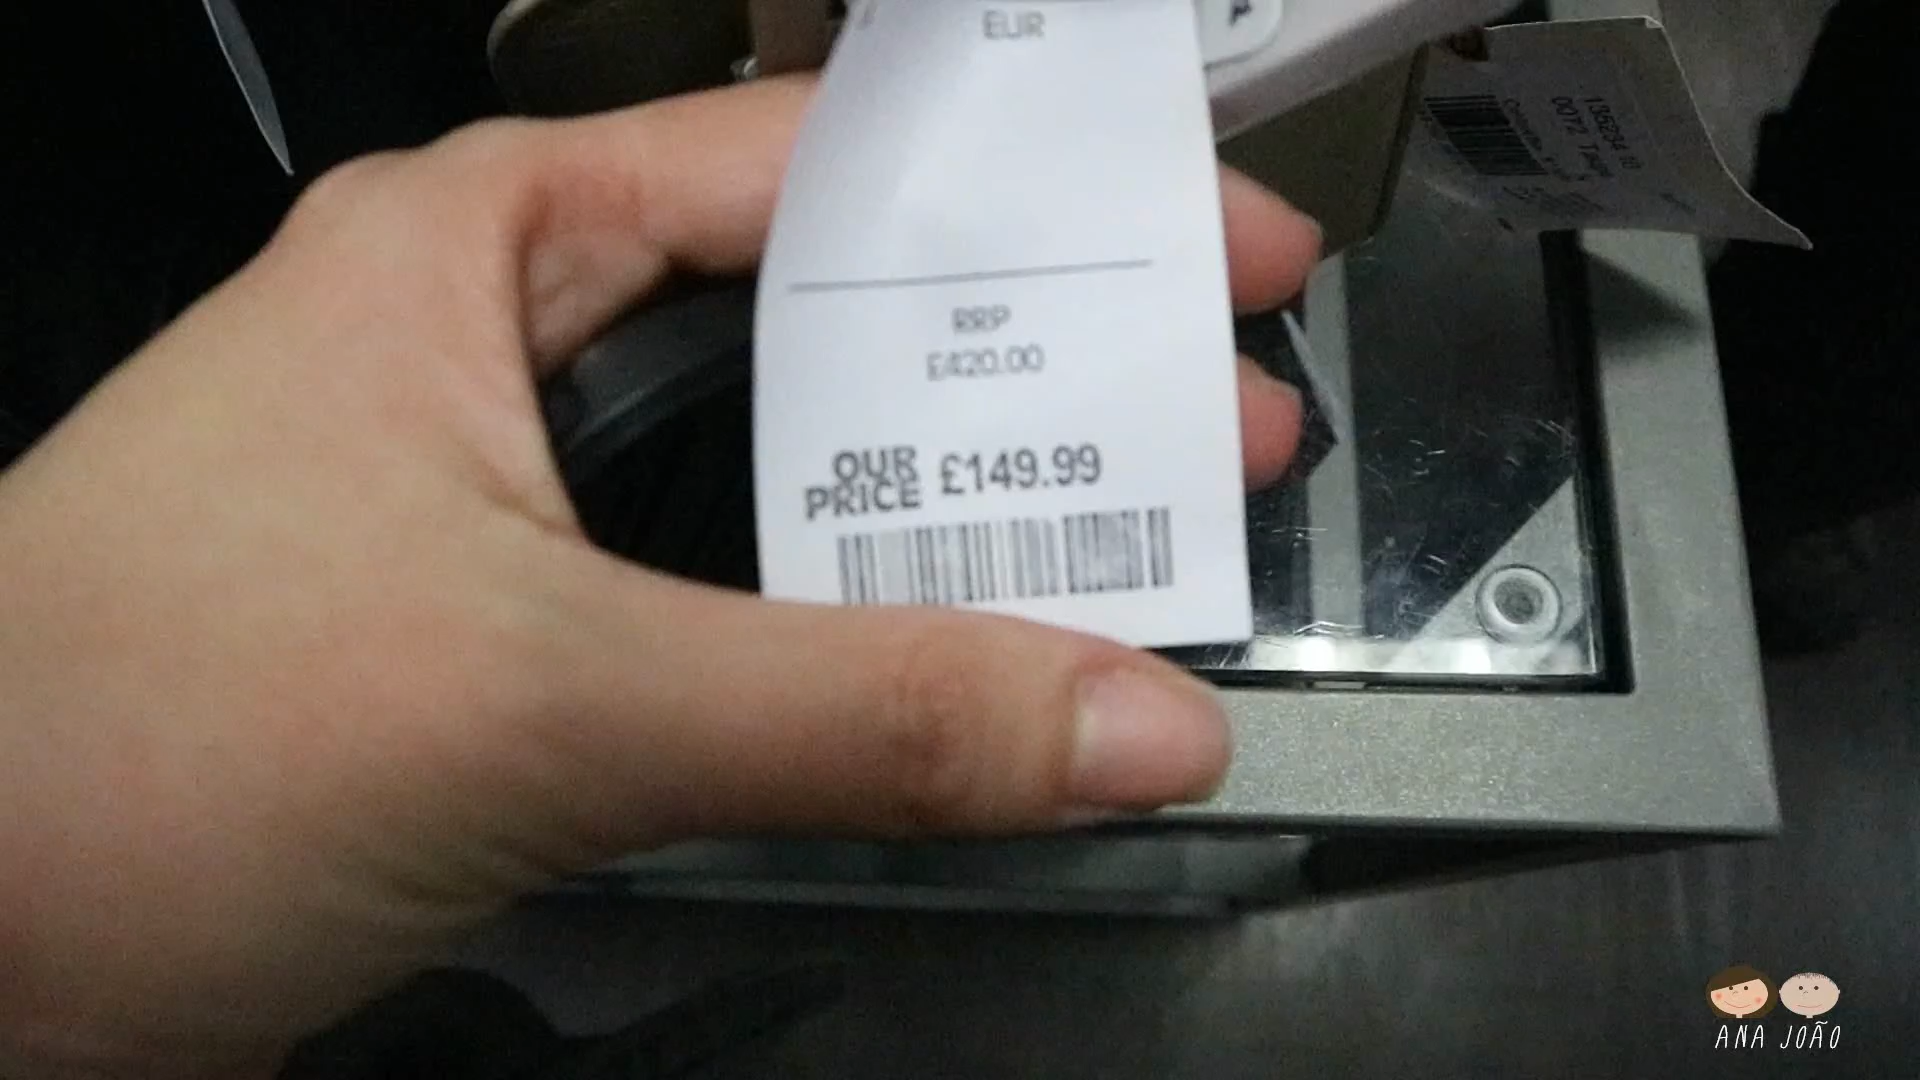 EUR
RRP
£420.00
OUR
PRICE £149.99
ANA JOÃO